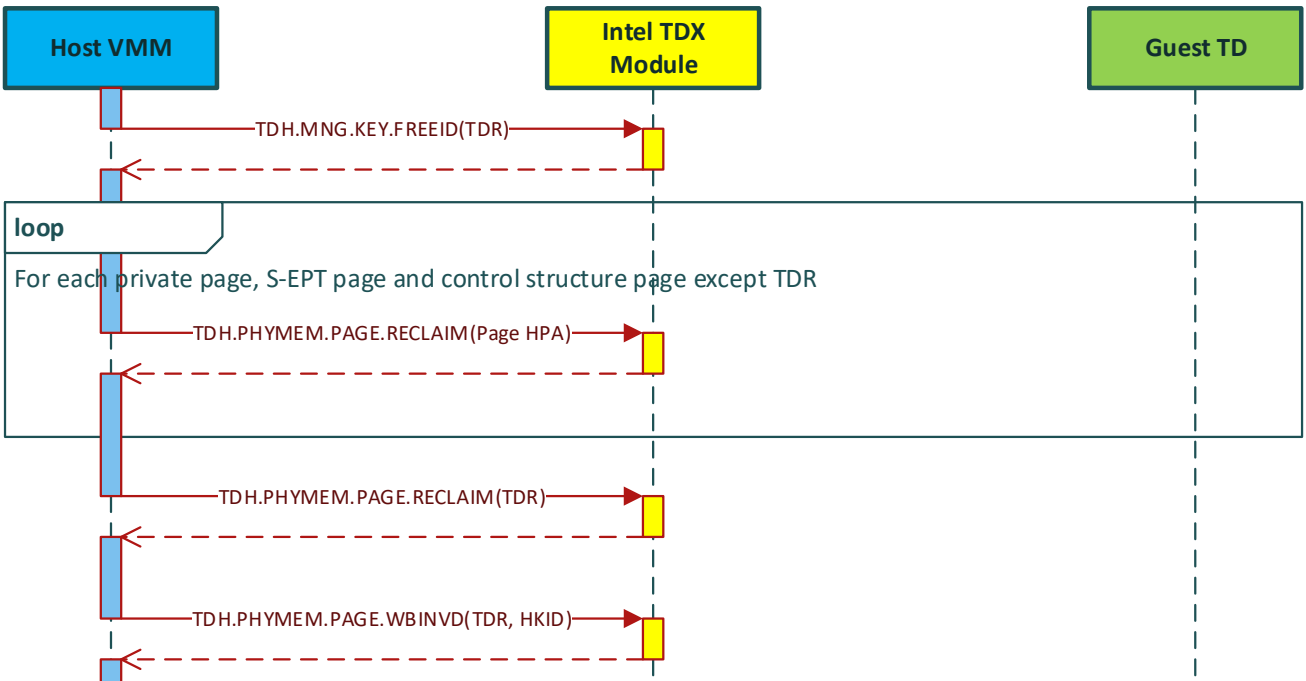 Host VMM
Intel TDX
Module
Guest TD
TDH.MNG.KEY.FREEID(TDR)
loop
For each private page, S-EPT page and control structure page except TDR
TDH.PHYMEM.PAGE.RECLAIM(Page HPA)
TDH.PHYMEM.PAGE.RECLAIM(TDR)
TDH.PHYMEM.PAGE.WBINVD(TDR, HKID)